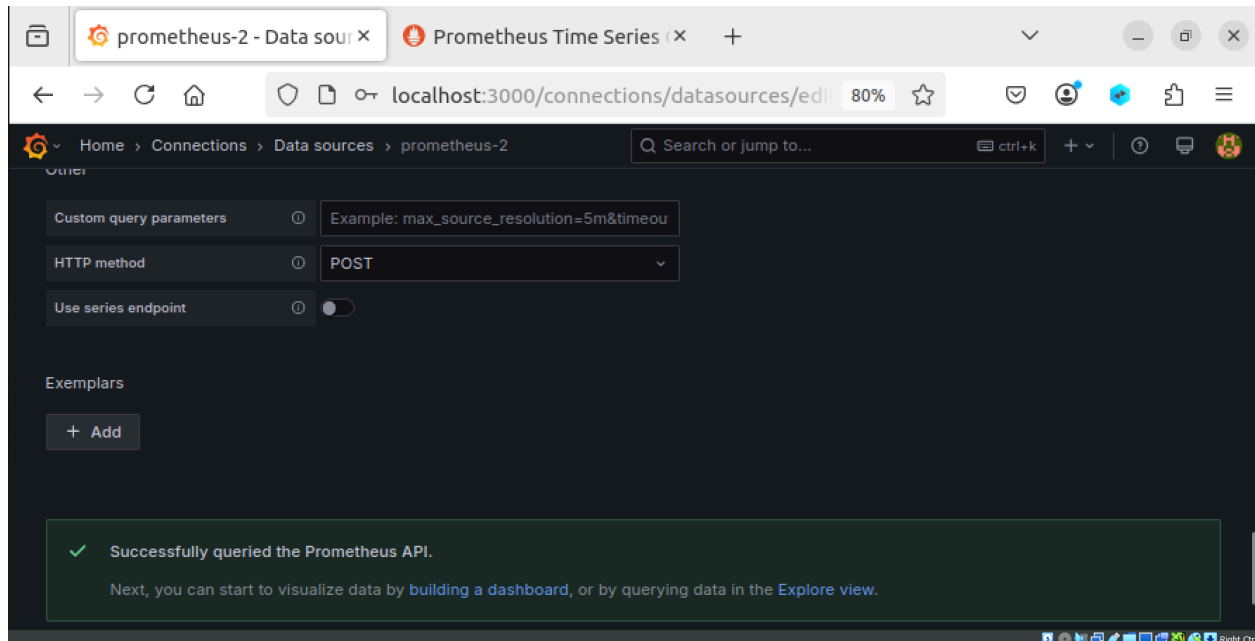 prometheus-2 - Data sour
Prometheus Time Series
localhost:3000/connections/datasources/edi
80%
Home › Connections › Data sources › prometheus-2
Search or jump to...
ctrl+k
Other
Custom query parameters
Example: max_source_resolution=5m&timeou
HTTP method
POST
Use series endpoint
Exemplars
+ Add
Successfully queried the Prometheus API.
Next, you can start to visualize data by building a dashboard, or by querying data in the Explore view.
Right Ctr